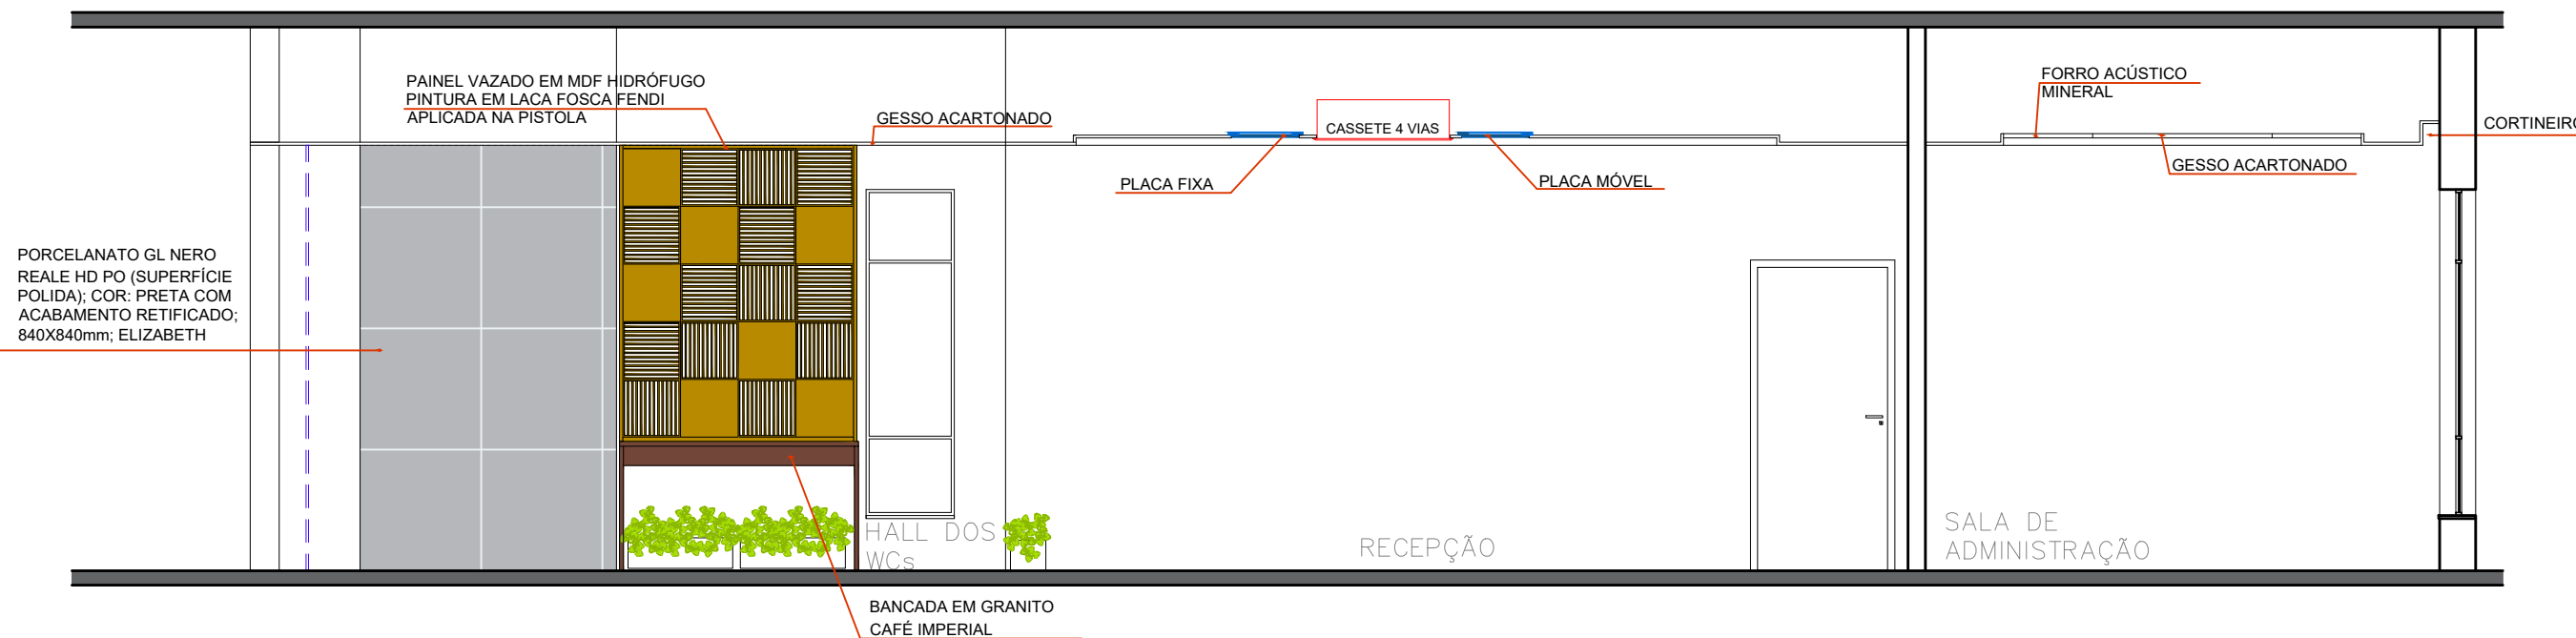 PAINEL VAZADO EM MDF HIDRÓFUGO
PINTURA EM LACA FOSCA FENDI
APLICADA NA PISTOLA
GESSO ACARTONADO
CASSETE 4 VIAS
FORRO ACÚSTICO
MINERAL
CORTINEIRO
PLACA FIXA
PLACA MÓVEL
GESSO ACARTONADO
PORCELANATO GL NERO
REALE HD PO (SUPERFÍCIE
POLIDA); COR: PRETA COM
ACABAMENTO RETIFICADO;
840X840mm; ELIZABETH
HALL DOS
WCs
RECEPÇÃO
SALA DE
ADMINISTRAÇÃO
BANCADA EM GRANITO
CAFÉ IMPERIAL